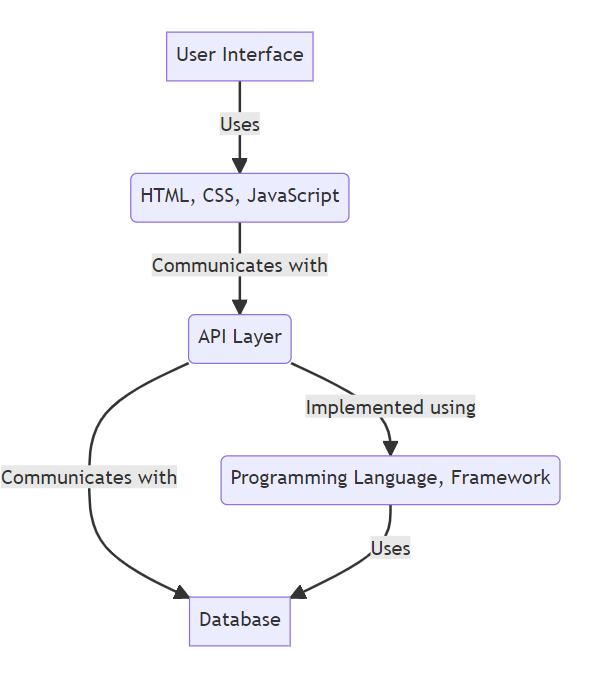 User Interface
Uses
HTML, CSS, JavaScript
Communicates with
API Layer
Implemented using
Communicates with
Programming Language, Framework
Uses
Database